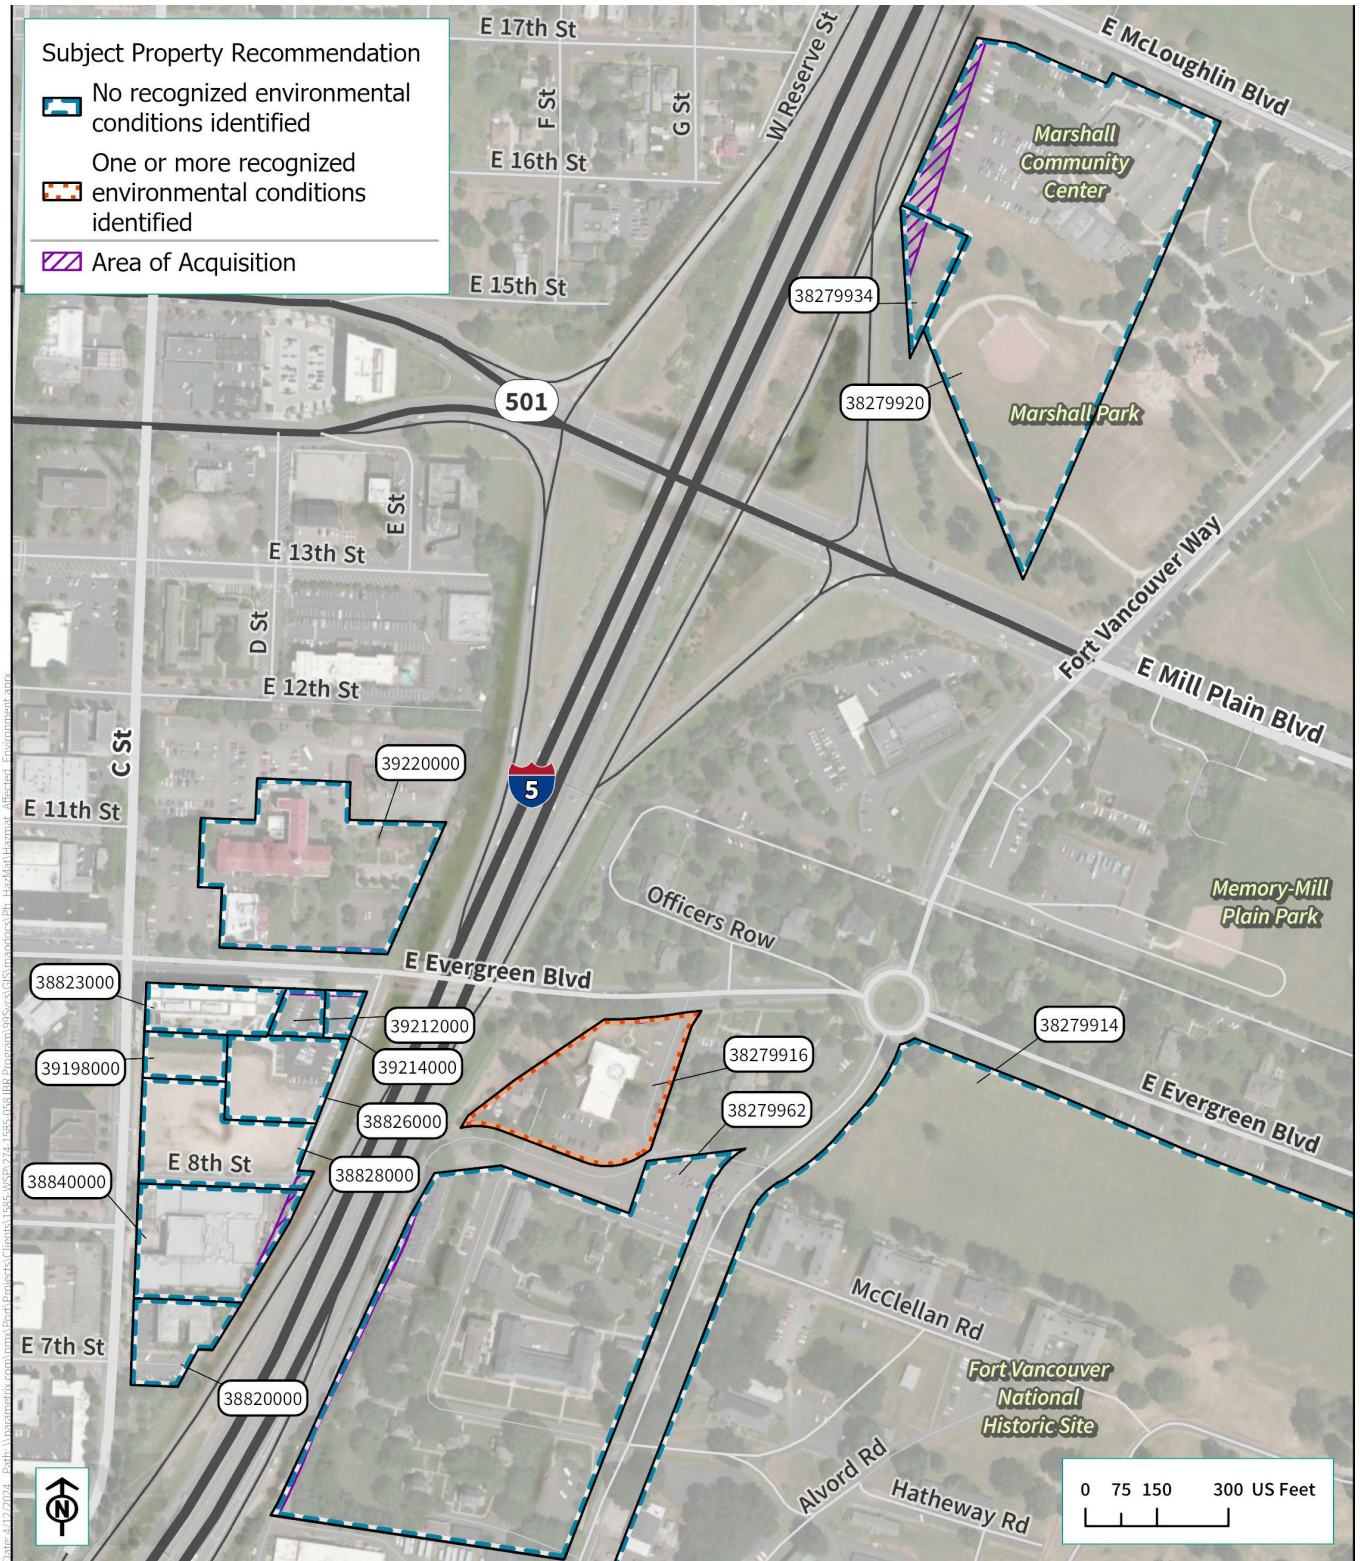 Subject Property Recommendation
No recognized environmental
conditions identified
One or more recognized
environmental conditions
identified
Area of Acquisition
E 17th St
F St
G St
W Reserve St
E McLoughlin Blvd
E 16th St
Marshall
Community
Center
E 15th St
38279934
501
38279920
Marshall Park
E St
E 13th St
D St
Fort Vancouver Way
E 12th St
E Mill Plain Blvd
C St
39220000
5
E 11th St
Officers Row
Memory-Mill
Plain Park
E Evergreen Blvd
38823000
39212000
38279914
39198000
39214000
38279916
38279962
38826000
E Evergreen Blvd
E 8th St
38828000
38840000
McClellan Rd
E 7th St
Fort Vancouver
National
Historic Site
38820000
Alvord Rd
Hatheway Rd
N
0 75 150 300 US Feet
Date: 4/12/2024